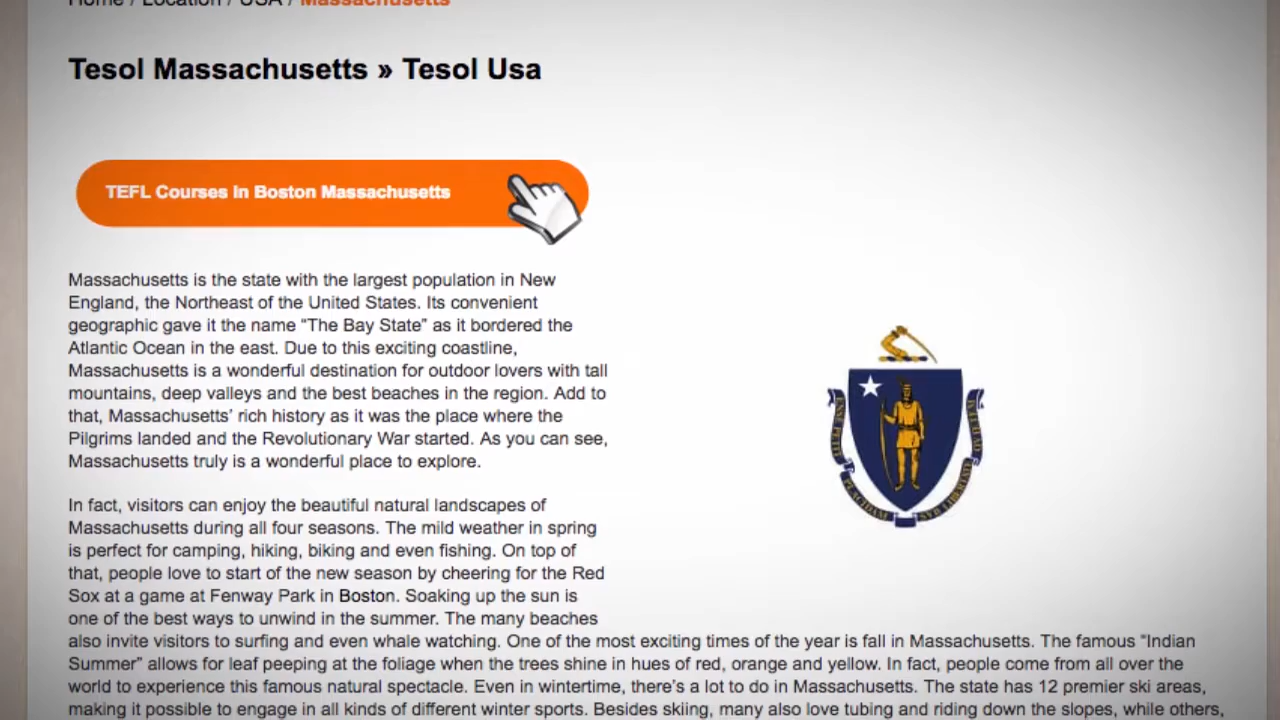 Home / Location / USA / Massachusetts
Tesol Massachusetts » Tesol Usa
TEFL Courses In Boston Massachusetts
Massachusetts is the state with the largest population in New
England, the Northeast of the United States. Its convenient
geographic gave it the name “The Bay State” as it bordered the
Atlantic Ocean in the east. Due to this exciting coastline,
Massachusetts is a wonderful destination for outdoor lovers with tall
mountains, deep valleys and the best beaches in the region. Add to
that, Massachusetts’ rich history as it was the place where the
Pilgrims landed and the Revolutionary War started. As you can see,
Massachusetts truly is a wonderful place to explore.
In fact, visitors can enjoy the beautiful natural landscapes of
Massachusetts during all four seasons. The mild weather in spring
is perfect for camping, hiking, biking and even fishing. On top of
that, people love to start of the new season by cheering for the Red
Sox at a game at Fenway Park in Boston. Soaking up the sun is
one of the best ways to unwind in the summer. The many beaches
also invite visitors to surfing and even whale watching. One of the most exciting times of the year is fall in Massachusetts. The famous “Indian
Summer” allows for leaf peeping at the foliage when the trees shine in hues of red, orange and yellow. In fact, people come from all over the
world to experience this famous natural spectacle. Even in wintertime, there’s a lot to do in Massachusetts. The state has 12 premier ski areas,
making it possible to engage in all kinds of different winter sports. Besides skiing, many also love tubing and riding down the slopes, while others,